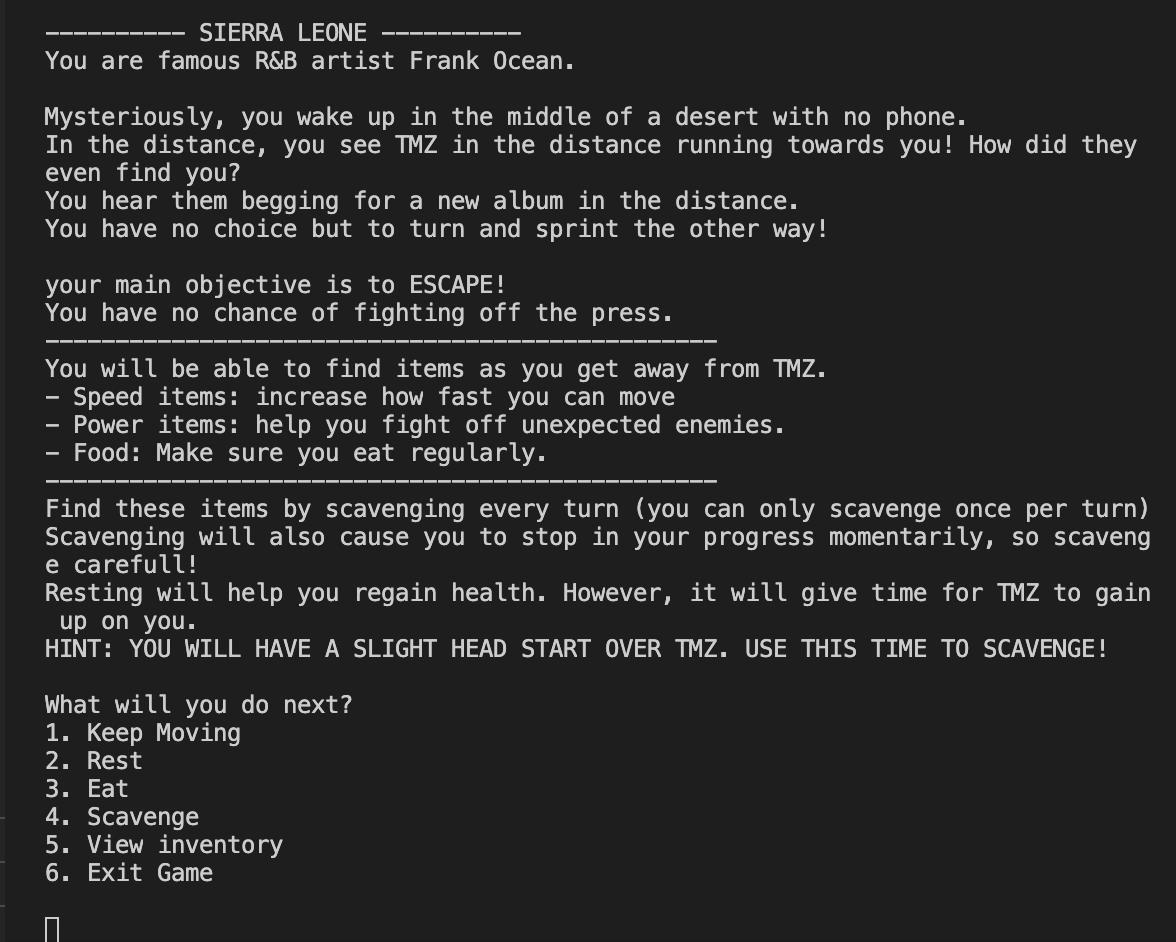 ---------- SIERRA LEONE ----------
You are famous R&B artist Frank Ocean.
Mysteriously, you wake up in the middle of a desert with no phone.
In the distance, you see TMZ in the distance running towards you! How did they
even find you?
You hear them begging for a new album in the distance.
You have no choice but to turn and sprint the other way!
your main objective is to ESCAPE!
You have no chance of fighting off the press.
------------------------------------------------
You will be able to find items as you get away from TMZ.
- Speed items: increase how fast you can move
- Power items: help you fight off unexpected enemies.
- Food: Make sure you eat regularly.
------------------------------------------------
Find these items by scavenging every turn (you can only scavenge once per turn)
Scavenging will also cause you to stop in your progress momentarily, so scaveng
e carefull!
Resting will help you regain health. However, it will give time for TMZ to gain
 up on you.
HINT: YOU WILL HAVE A SLIGHT HEAD START OVER TMZ. USE THIS TIME TO SCAVENGE!
What will you do next?
1. Keep Moving
2. Rest
3. Eat
4. Scavenge
5. View inventory
6. Exit Game